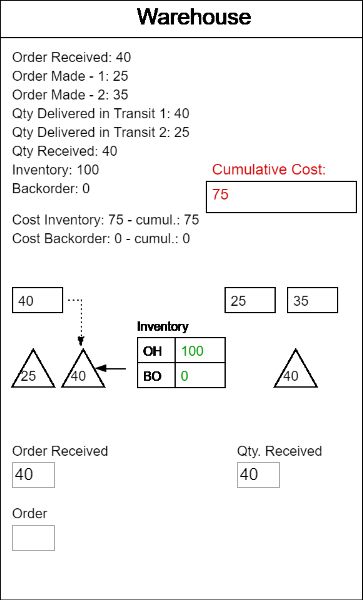 Warehouse
Order Received: 40
Order Made - 1: 25
Order Made - 2: 35
Qty Delivered in Transit 1: 40
Qty Delivered in Transit 2: 25
Qty Received: 40
Inventory: 100
Backorder: 0
Cumulative Cost:
75
Cost Inventory: 75 - cumul.: 75
Cost Backorder: 0 - cumul.: 0
40
25 35
Inventory
OH 100
BO 0
25 40 40
Order Received Qty. Received
40 40
Order